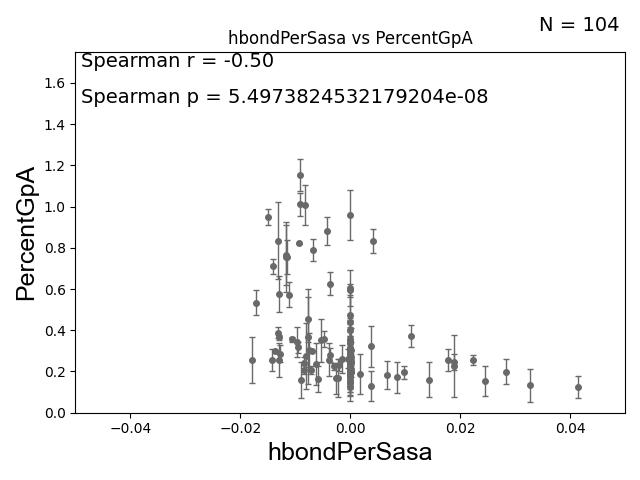 N = 104
hbondPerSasa vs PercentGpA
Spearman r = -0.50
Spearman p = 5.4973824532179204e-08
PercentGpA
1.6
1.4
1.2
1.0
0.8
0.6
0.4
0.2
0.0
−0.04 −0.02 0.00 0.02 0.04
hbondPerSasa